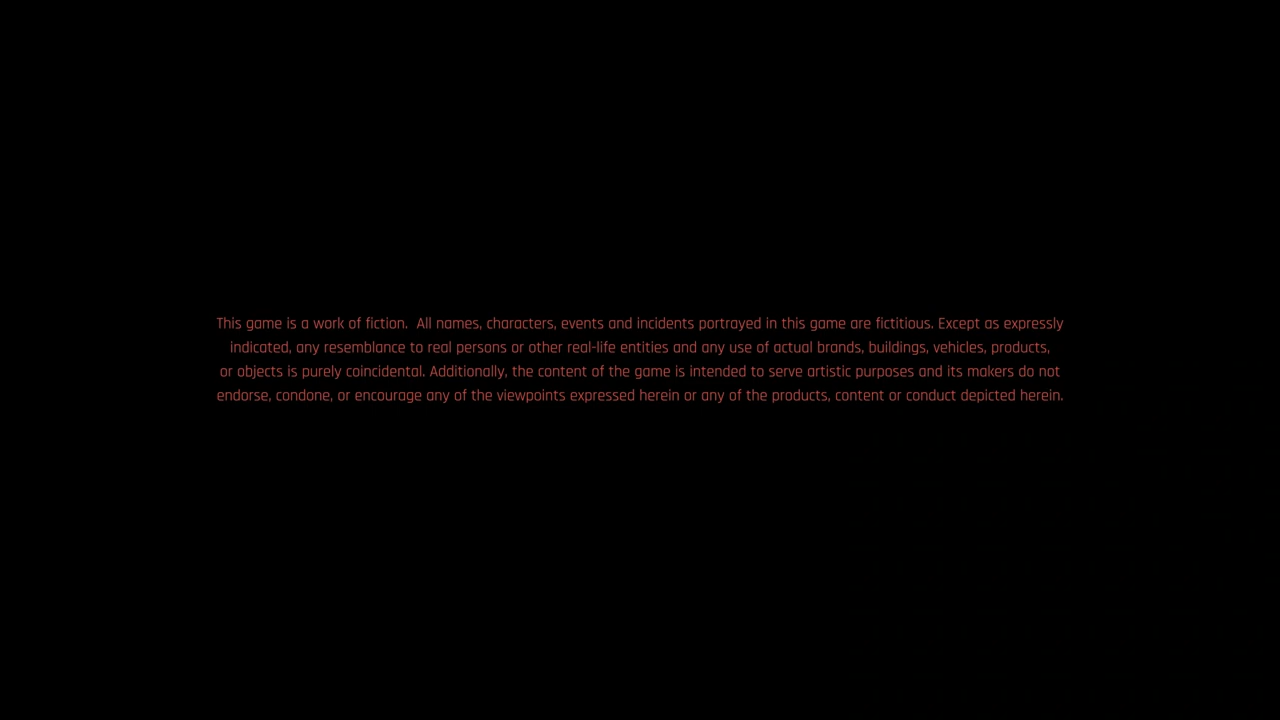 This game is a work of fiction.  All names, characters, events and incidents portrayed in this game are fictitious. Except as expressly
indicated, any resemblance to real persons or other real-life entities and any use of actual brands, buildings, vehicles, products,
or objects is purely coincidental. Additionally, the content of the game is intended to serve artistic purposes and its makers do not
endorse, condone, or encourage any of the viewpoints expressed herein or any of the products, content or conduct depicted herein.